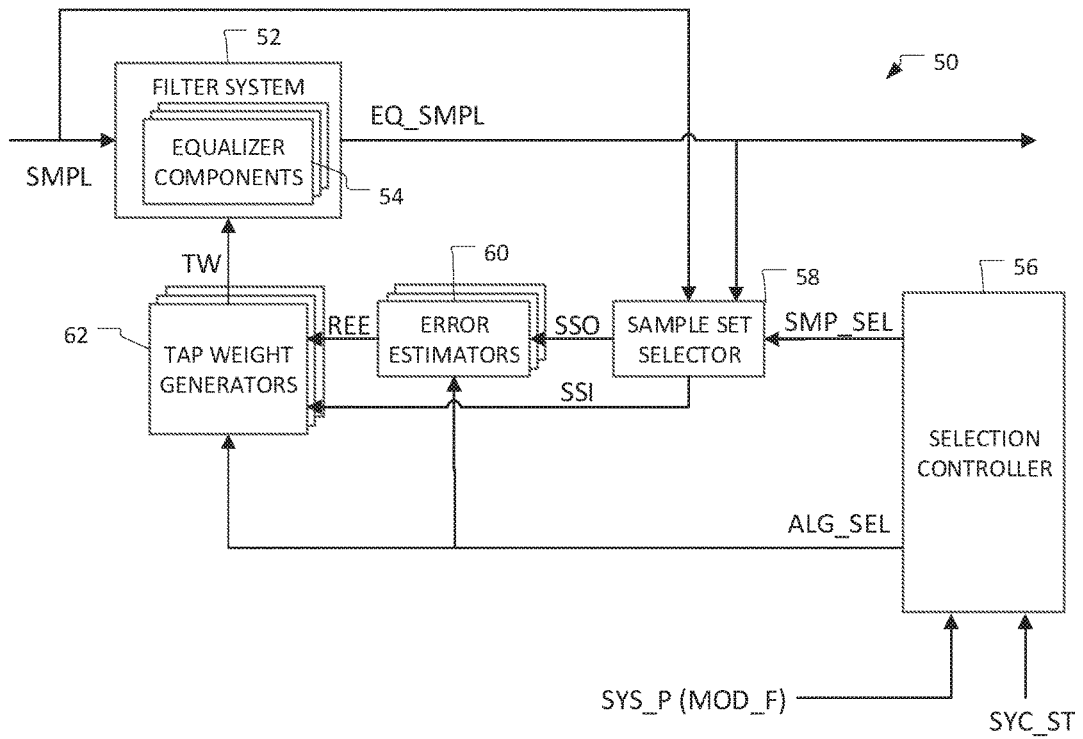 52
50
FILTER SYSTEM
EQ_SMPL
EQUALIZER
COMPONENTS
SMPL
54
TW
60
58
56
62
REE
ERROR
ESTIMATORS
SSO
SAMPLE SET
SELECTOR
SMP_SEL
TAP WEIGHT
GENERATORS
SSI
SELECTION
CONTROLLER
ALG_SEL
SYS_P (MOD_F)
SYC_ST